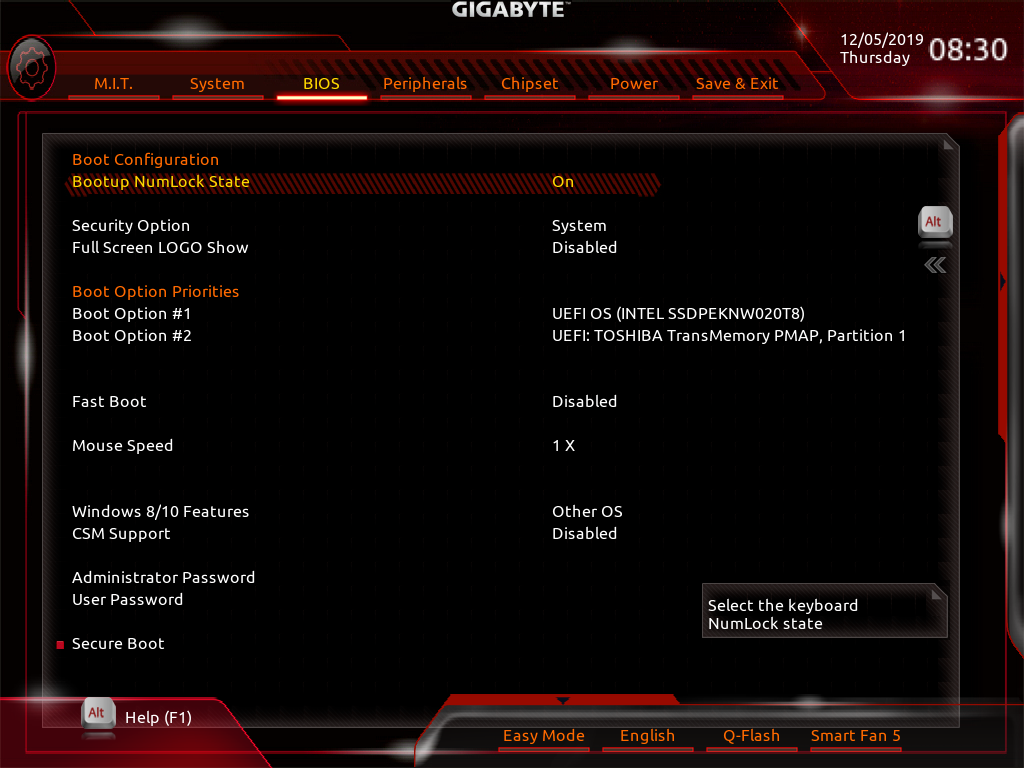 GIGABYTE™
12/05/2019 08:30
Thursday
M.I.T. System BIOS Peripherals Chipset Power Save & Exit
Boot Configuration
Bootup NumLock State On
Security Option System
Full Screen LOGO Show Disabled
Boot Option Priorities
Boot Option #1 UEFI OS (INTEL SSDPEKNW020T8)
Boot Option #2 UEFI: TOSHIBA TransMemory PMAP, Partition 1
Fast Boot Disabled
Mouse Speed 1 X
Windows 8/10 Features Other OS
CSM Support Disabled
Administrator Password
User Password
Secure Boot
Alt
Select the keyboard
NumLock state
Alt Help (F1)
Easy Mode English Q-Flash Smart Fan 5